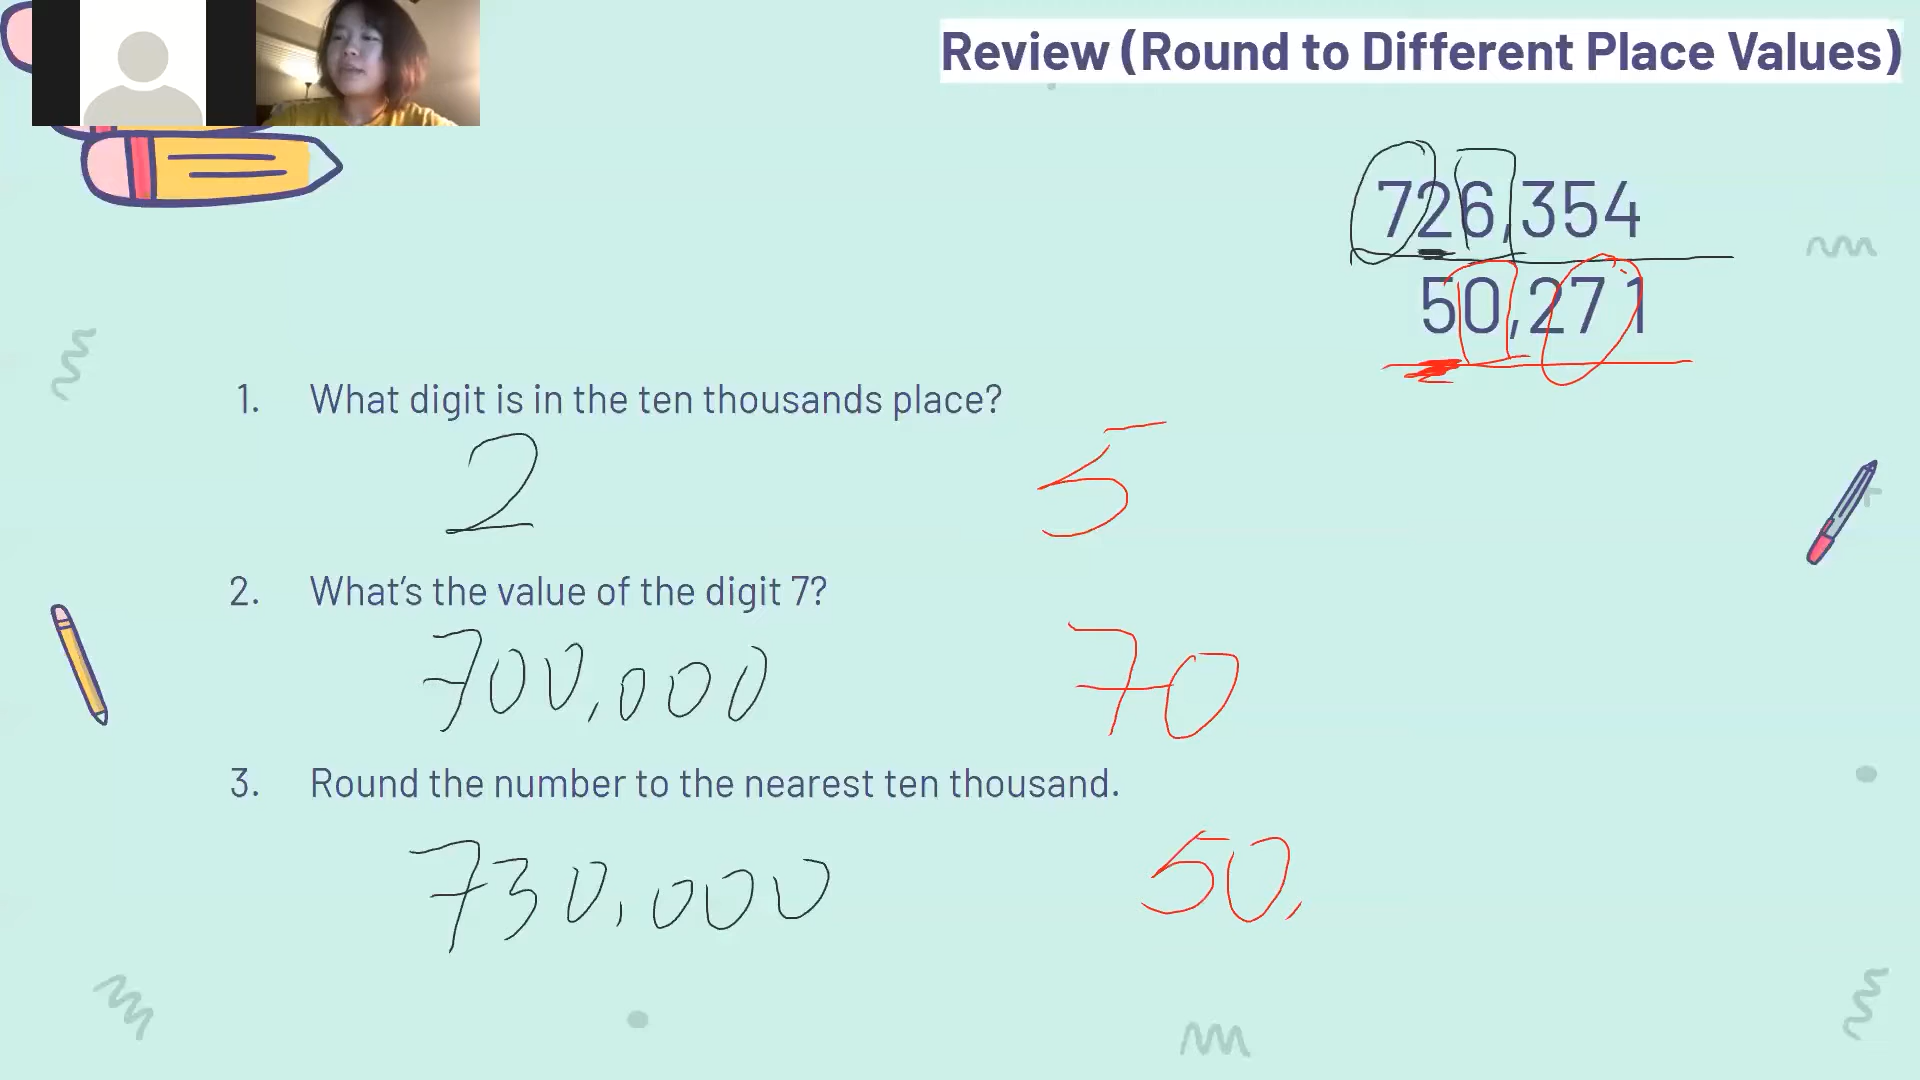 Review (Round to Different Place Values)
726,354
50,271
1. What digit is in the ten thousands place?
2 5
2. What's the value of the digit 7?
700,000 70
3. Round the number to the nearest ten thousand.
730,000 50,